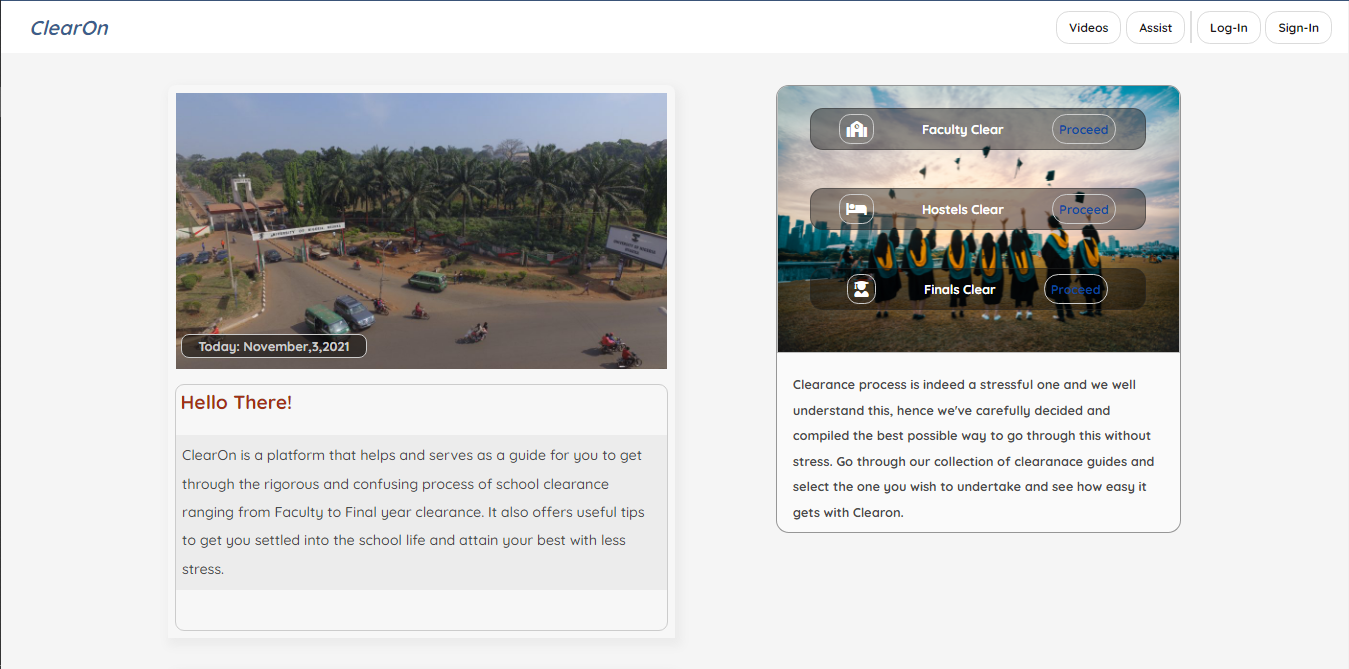 ClearOn
Videos
Assist
Log-In
Sign-In
UNIVERSITY OF NIGERIA NSUKKA
UNIVERSITY OF NIGERIA
Today: November,3,2021
Hello There!
ClearOn is a platform that helps and serves as a guide for you to get
through the rigorous and confusing process of school clearance
ranging from Faculty to Final year clearance. It also offers useful tips
to get you settled into the school life and attain your best with less
stress.
Faculty Clear
Proceed
Hostels Clear
Proceed
Finals Clear
Proceed
Clearance process is indeed a stressful one and we well
understand this, hence we've carefully decided and
compiled the best possible way to go through this without
stress. Go through our collection of clearanace guides and
select the one you wish to undertake and see how easy it
gets with Clearon.